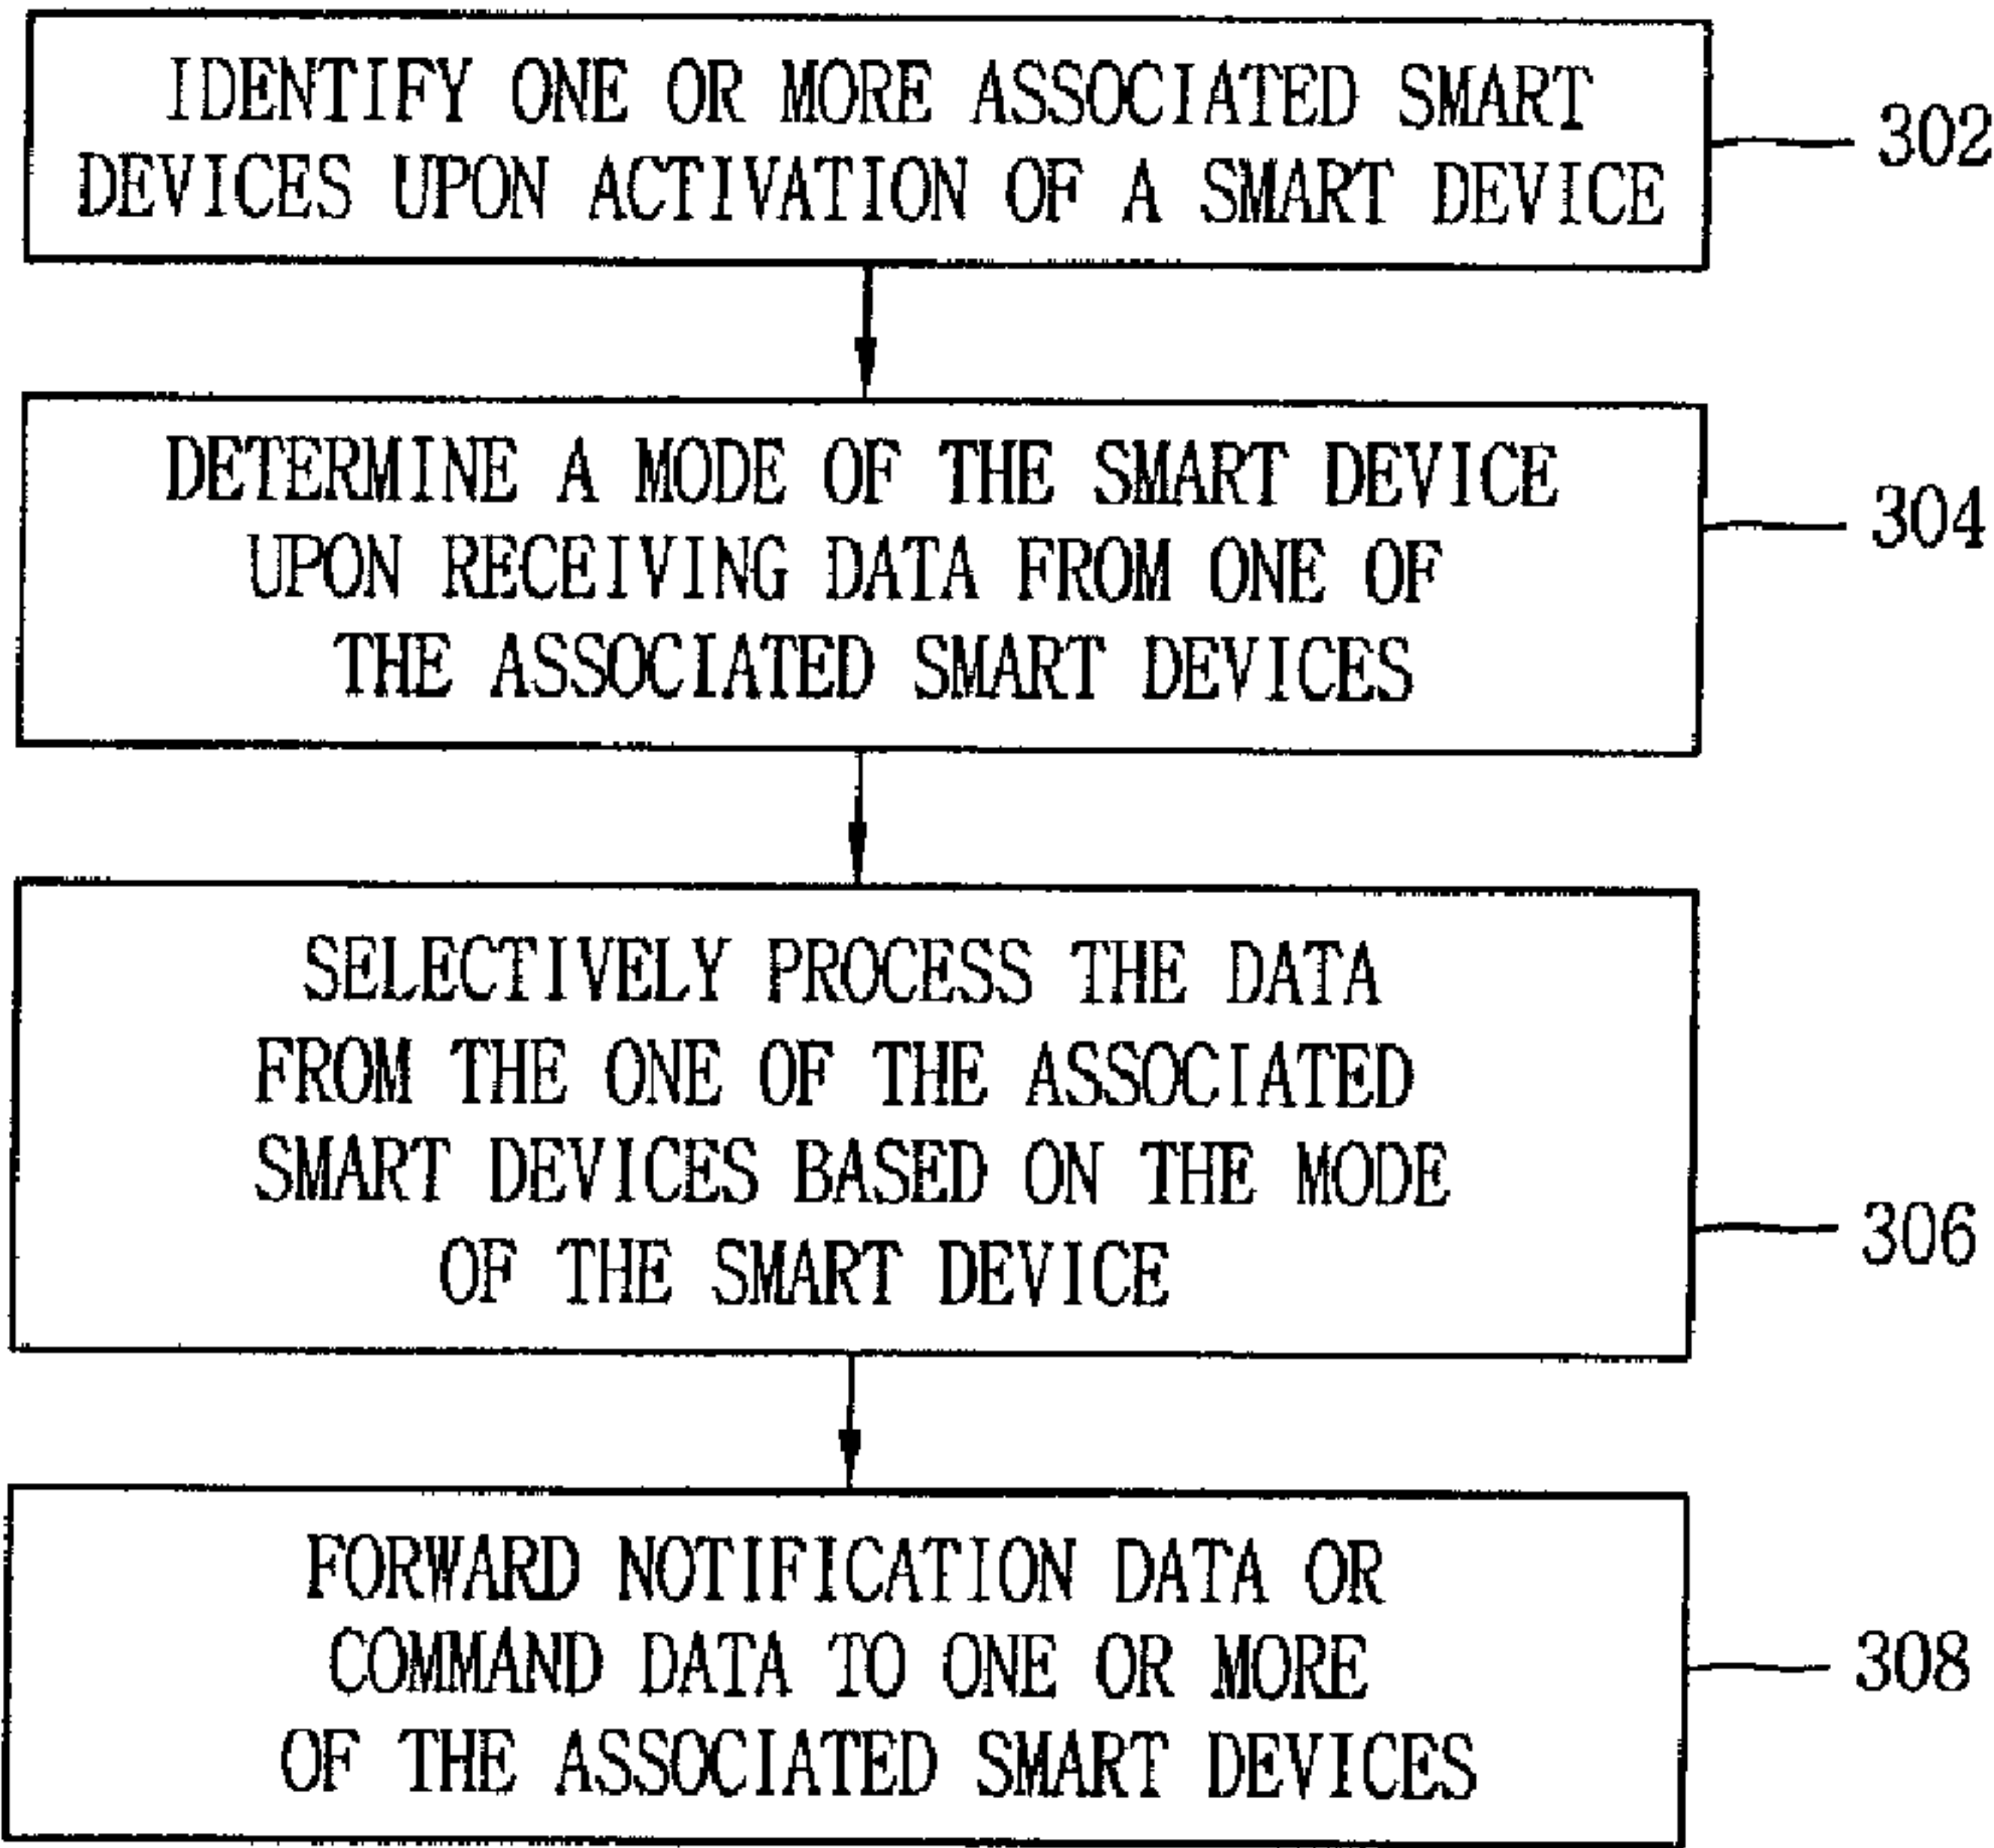 IDENTIFY ONE OR MORE ASSOCIATED SMART
DEVICES UPON ACTIVATION OF A SMART DEVICE
302
DETERMINE A MODE OF THE SMART DEVICE
UPON RECEIVING DATA FROM ONE OF
THE ASSOCIATED SMART DEVICES
304
SELECTIVELY PROCESS THE DATA
FROM THE ONE OF THE ASSOCIATED
SMART DEVICES BASED ON THE MODE
OF THE SMART DEVICE
306
FORWARD NOTIFICATION DATA OR
COMMAND DATA TO ONE OR MORE
OF THE ASSOCIATED SMART DEVICES
308